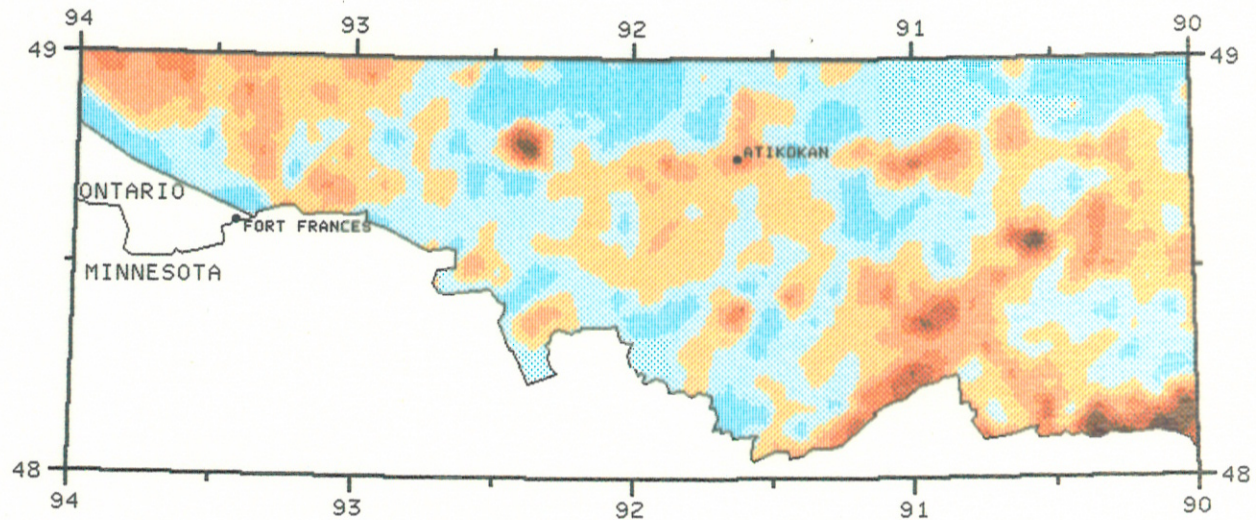 94 93 92 91 90
49 49
ATIKOKAN
ONTARIO
FORT FRANCES
MINNESOTA
48 48
94 93 92 91 90